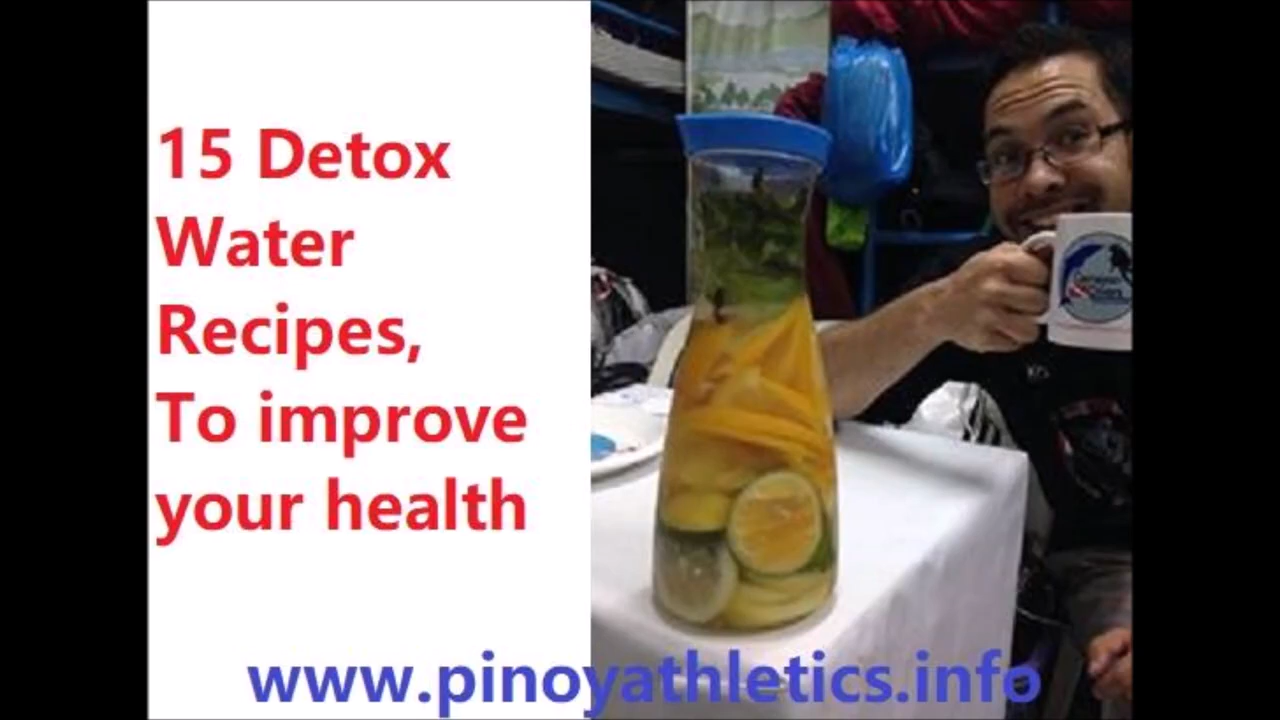 15 Detox
Water
Recipes,
To improve
your health
www.pinoyathletics.info